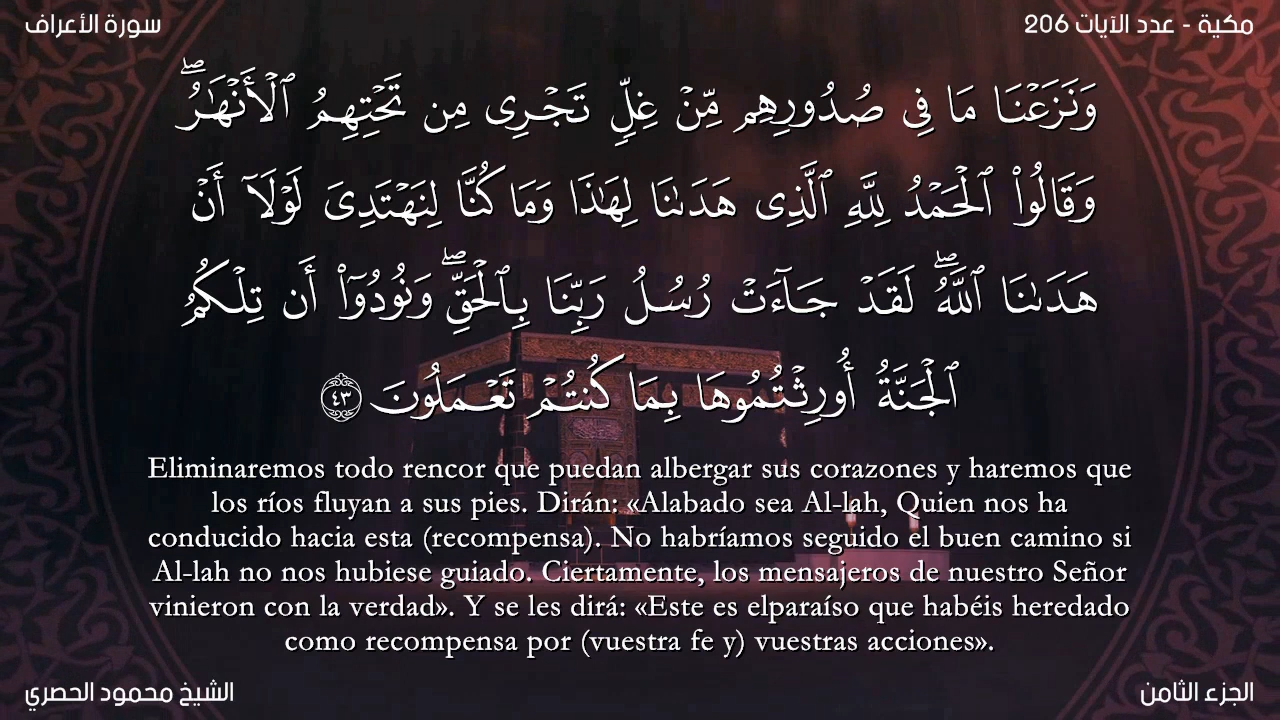 سورة الأعراف
مكية - عدد الآيات 206
وَنَزَعْنَا مَا فِى صُدُورِهِم مِّنْ غِلٍّ تَجْرِى مِن تَحْتِهِمُ ٱلْأَنْهَـٰرُ ۖ
وَقَالُوا۟ ٱلْحَمْدُ لِلَّهِ ٱلَّذِى هَدَىٰنَا لِهَـٰذَا وَمَا كُنَّا لِنَهْتَدِىَ لَوْلَآ أَنْ
هَدَىٰنَا ٱللَّهُ ۖ لَقَدْ جَآءَتْ رُسُلُ رَبِّنَا بِٱلْحَقِّ ۖ وَنُودُوٓا۟ أَن تِلْكُمُ
ٱلْجَنَّةُ أُورِثْتُمُوهَا بِمَا كُنتُمْ تَعْمَلُونَ ٤٣
Eliminaremos todo rencor que puedan albergar sus corazones y haremos que
los ríos fluyan a sus pies. Dirán: «Alabado sea Al-lah, Quien nos ha
conducido hacia esta (recompensa). No habríamos seguido el buen camino si
Al-lah no nos hubiese guiado. Ciertamente, los mensajeros de nuestro Señor
vinieron con la verdad». Y se les dirá: «Este es elparaíso que habéis heredado
como recompensa por (vuestra fe y) vuestras acciones».
الشيخ محمود الحصري
الجزء الثامن